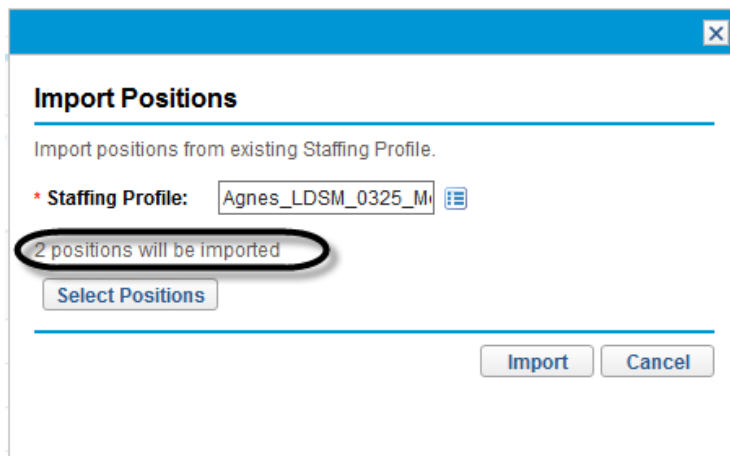 Import Positions
Import positions from existing Staffing Profile.
* Staffing Profile: Agnes_LDSM_0325_M
2 positions will be imported
Select Positions
Import Cancel